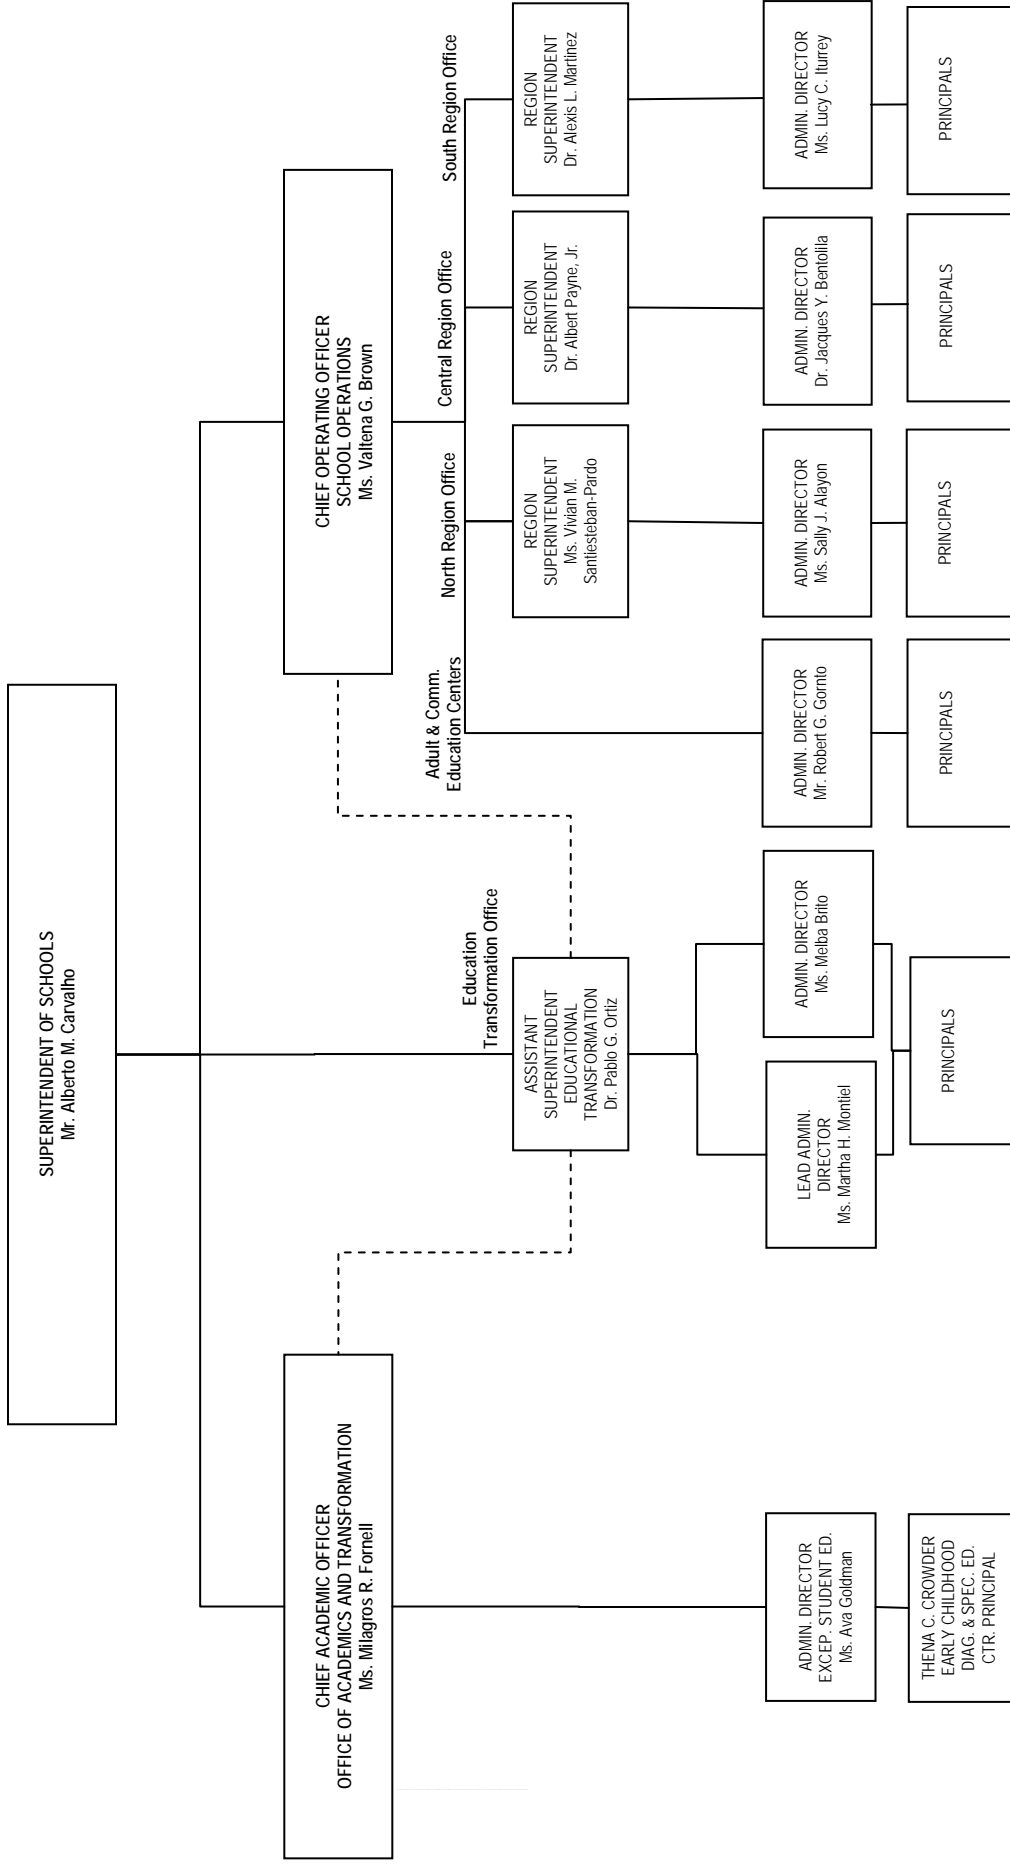 SUPERINTENDENT OF SCHOOLS
Mr. Alberto M. Carvalho
CHIEF ACADEMIC OFFICER
OFFICE OF ACADEMICS AND TRANSFORMATION
Ms. Milagros R. Fornell
CHIEF OPERATING OFFICER
SCHOOL OPERATIONS
Ms. Valtena G. Brown
Education
Transformation Office
Adult & Comm.
Education Centers
North Region Office
Central Region Office
South Region Office
ASSISTANT
SUPERINTENDENT
EDUCATIONAL
TRANSFORMATION
Dr. Pablo G. Ortiz
REGION
SUPERINTENDENT
Ms. Vivian M.
Santiesteban-Pardo
REGION
SUPERINTENDENT
Dr. Albert Payne, Jr.
REGION
SUPERINTENDENT
Dr. Alexis L. Martinez
ADMIN. DIRECTOR
EXCEP. STUDENT ED.
Ms. Ava Goldman
LEAD ADMIN.
DIRECTOR
Ms. Martha H. Montiel
ADMIN. DIRECTOR
Ms. Melba Brito
ADMIN. DIRECTOR
Mr. Robert G. Gornto
ADMIN. DIRECTOR
Ms. Sally J. Alayon
ADMIN. DIRECTOR
Dr. Jacques Y. Bentolila
ADMIN. DIRECTOR
Ms. Lucy C. Iturrey
THENA C. CROWDER
EARLY CHILDHOOD
DIAG. & SPEC. ED.
CTR. PRINCIPAL
PRINCIPALS
PRINCIPALS
PRINCIPALS
PRINCIPALS
PRINCIPALS